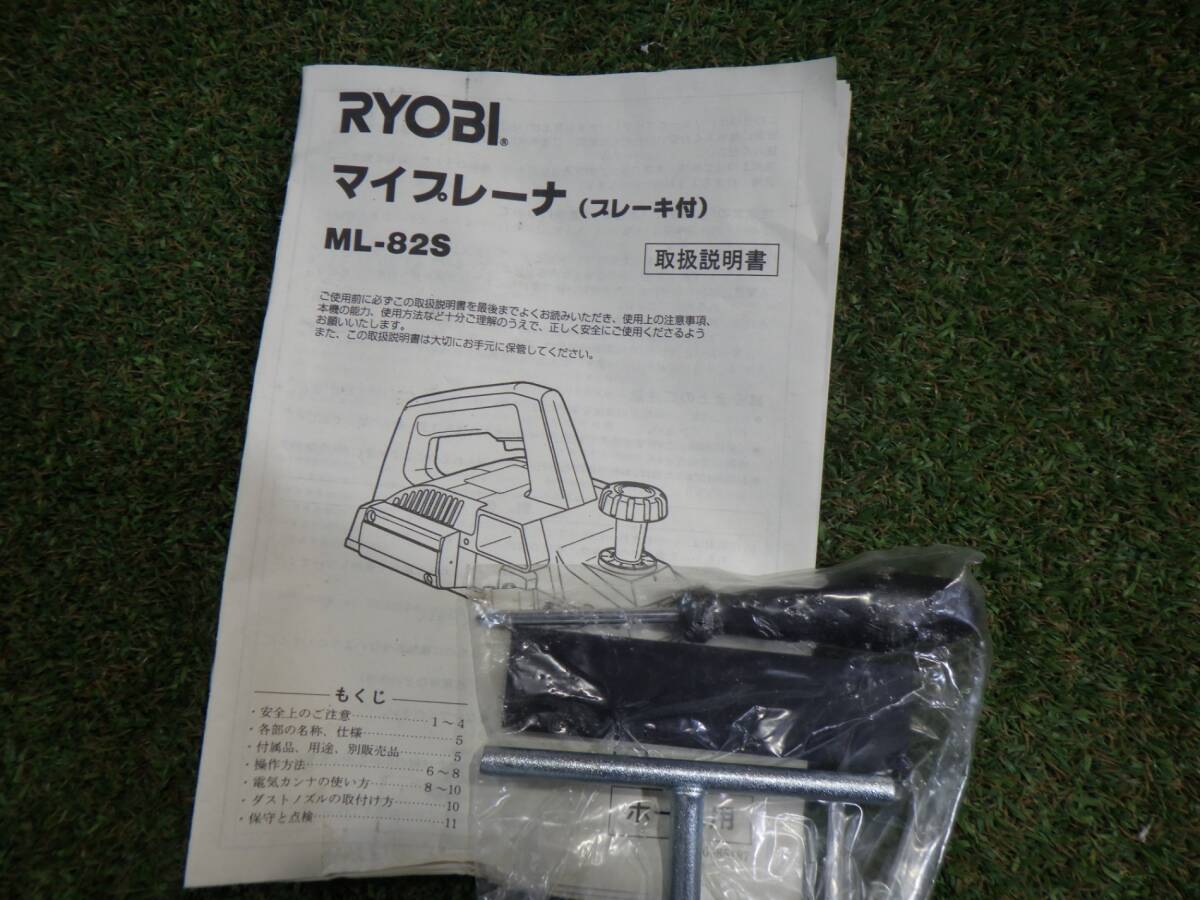 RYOBI®
マイプレーナ (ブレーキ付)
ML-82S
取扱説明書
ご使用前に必ずこの取扱説明書を最後までよくお読みいただき、使用上の注意事項、
本機の能力、使用方法など十分ご理解のうえで、正しく安全にご使用くださるよう
お願いいたします。
また、この取扱説明書は大切にお手元に保管してください。
もくじ
・安全上のご注意……………1～4
・各部の名称、仕様……………5
・付属品、用途、別販売品………5
・操作方法……………………6～8
・電気カンナの使い方………8～10
・ダストノズルの取付け方………10
・保守と点検……………………11